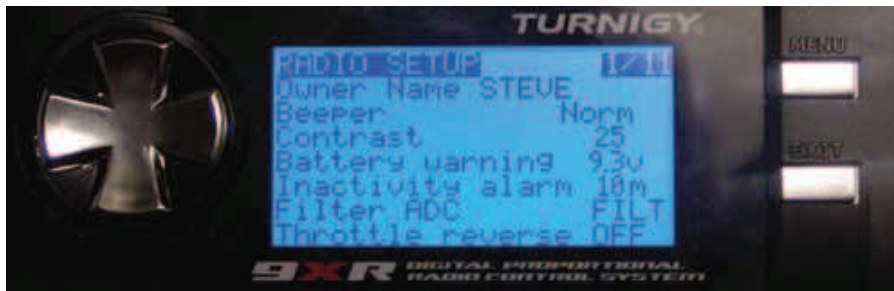 TURNIGY
MENU
RADIO SETUP 1/11
Owner Name STEVE
Beeper Norm
Contrast 25
Battery warning 9.3v
EXIT
Inactivity alarm 10m
Filter ADC FILT
Throttle reverse OFF
9XR DIGITAL PROPORTIONAL
RADIO CONTROL SYSTEM